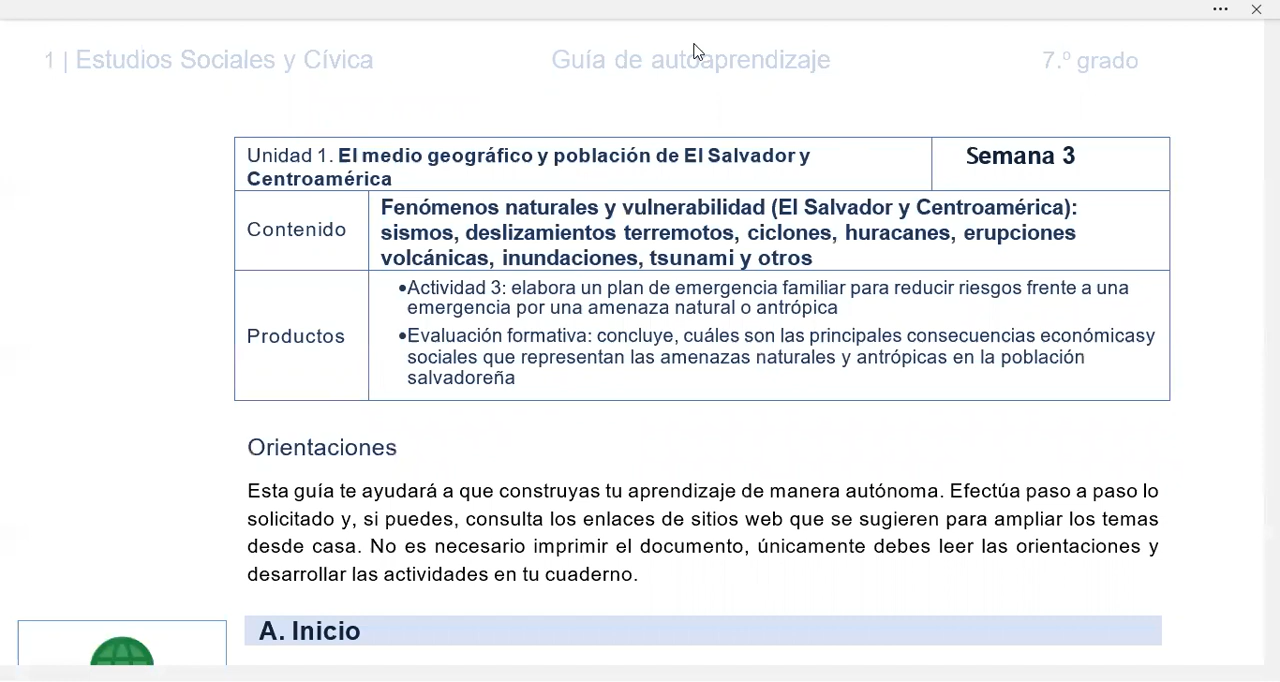 1 | Estudios Sociales y Cívica Guía de autoaprendizaje 7.º grado
Unidad 1. El medio geográfico y población de El Salvador y
Centroamérica
Semana 3
Contenido
Fenómenos naturales y vulnerabilidad (El Salvador y Centroamérica):
sismos, deslizamientos terremotos, ciclones, huracanes, erupciones
volcánicas, inundaciones, tsunami y otros
Productos
•Actividad 3: elabora un plan de emergencia familiar para reducir riesgos frente a una
emergencia por una amenaza natural o antrópica
•Evaluación formativa: concluye, cuáles son las principales consecuencias económicasy
sociales que representan las amenazas naturales y antrópicas en la población
salvadoreña
Orientaciones
Esta guía te ayudará a que construyas tu aprendizaje de manera autónoma. Efectúa paso a paso lo
solicitado y, si puedes, consulta los enlaces de sitios web que se sugieren para ampliar los temas
desde casa. No es necesario imprimir el documento, únicamente debes leer las orientaciones y
desarrollar las actividades en tu cuaderno.
A. Inicio